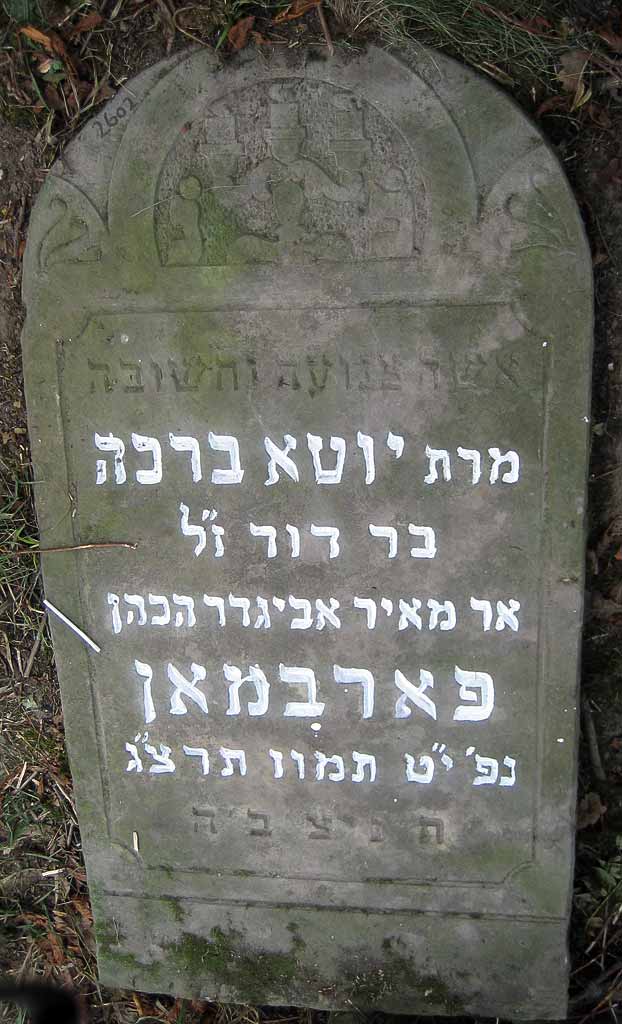 2602
אשה צנועה וחשובה
מרת יוטא ברכה
בר דוד ז״ל
אר מאיר אביגדר הכהן
פארבמאן
נפ׳ י״ט תמוז תרצ״ג
ת נ צ ב ה